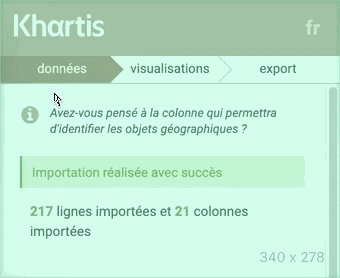 Khartis
fr
données
visualisations
export
Avez-vous pensé à la colonne qui permettra
d'identifier les objets géographiques ?
Importation réalisée avec succès
217 lignes importées et 21 colonnes
importées
340 x 278